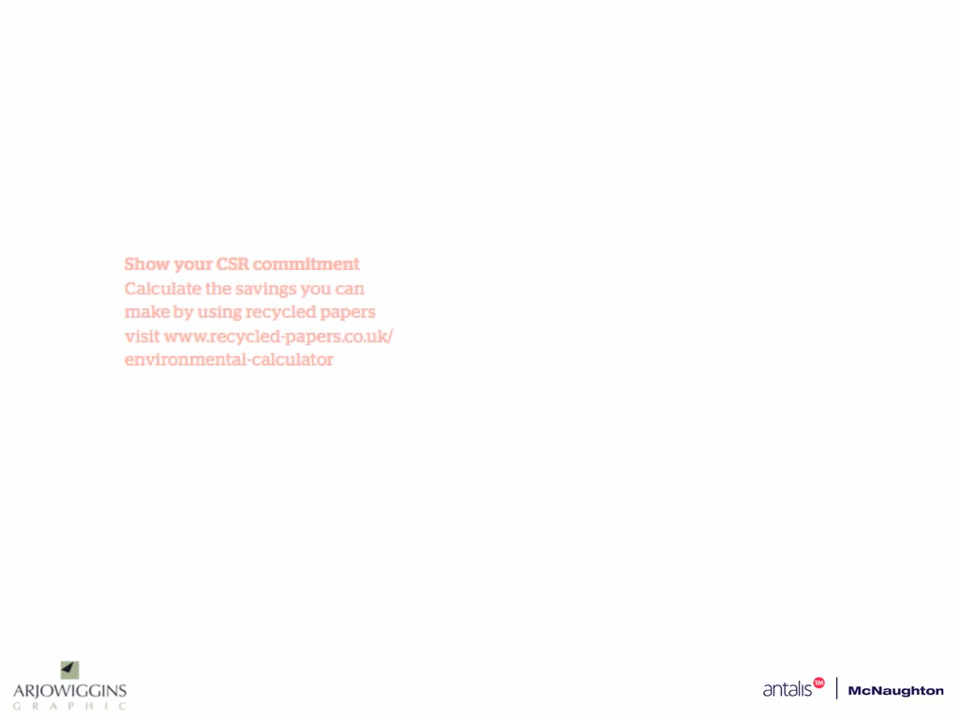 Show your CSR commitment
Calculate the savings you can
make by using recycled papers
visit www.recycled-papers.co.uk/
environmental-calculator
ARJOWIGGINS
GRAPHIC
antalis TM
McNaughton